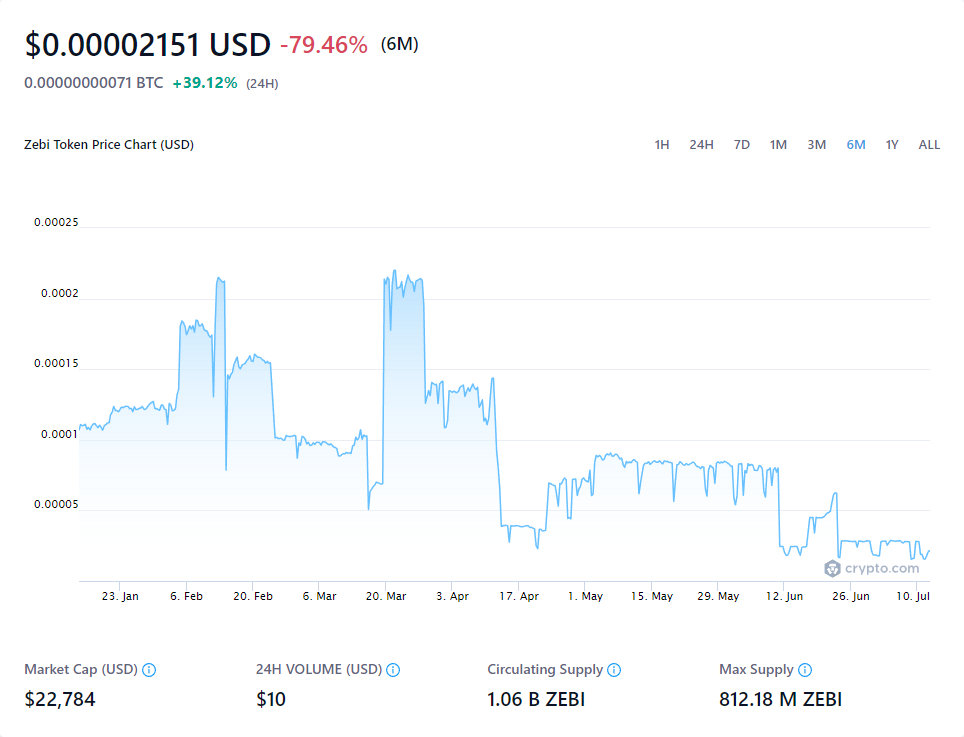 $0.00002151 USD -79.46% (6M)
0.00000000071 BTC +39.12% (24H)
Zebi Token Price Chart (USD) 1H 24H 7D 1M 3M 6M 1Y ALL
0.00025
0.0002
0.00015
0.0001
0.00005
crypto.com
23. Jan 6. Feb 20. Feb 6. Mar 20. Mar 3. Apr 17. Apr 1. May 15. May 29. May 12. Jun 26. Jun 10. Jul
Market Cap (USD) 24H VOLUME (USD) Circulating Supply Max Supply
$22,784 $10 1.06 B ZEBI 812.18 M ZEBI